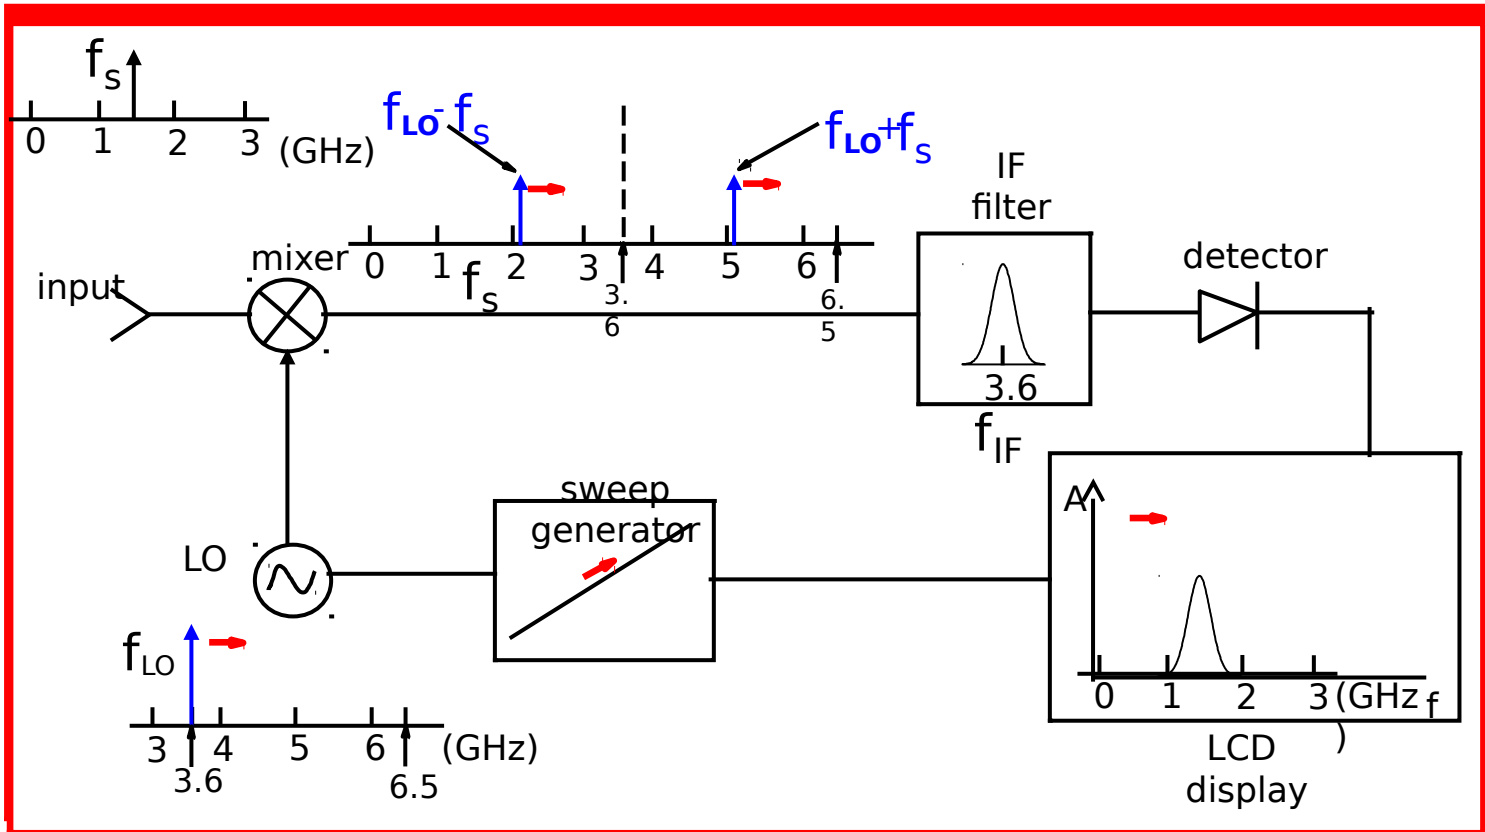 fs
0 1 2 3 (GHz)
fLO- fs
fLO+fs
IF
filter
mixer
0 1 2 3 4 5 6
fs
3.
6
6.
5
input
detector
3.6
fIF
sweep
generator
LO
A
fLO
0 1 2 3 (GHz
)
f
3 4 5 6 (GHz)
3.6
6.5
LCD
display